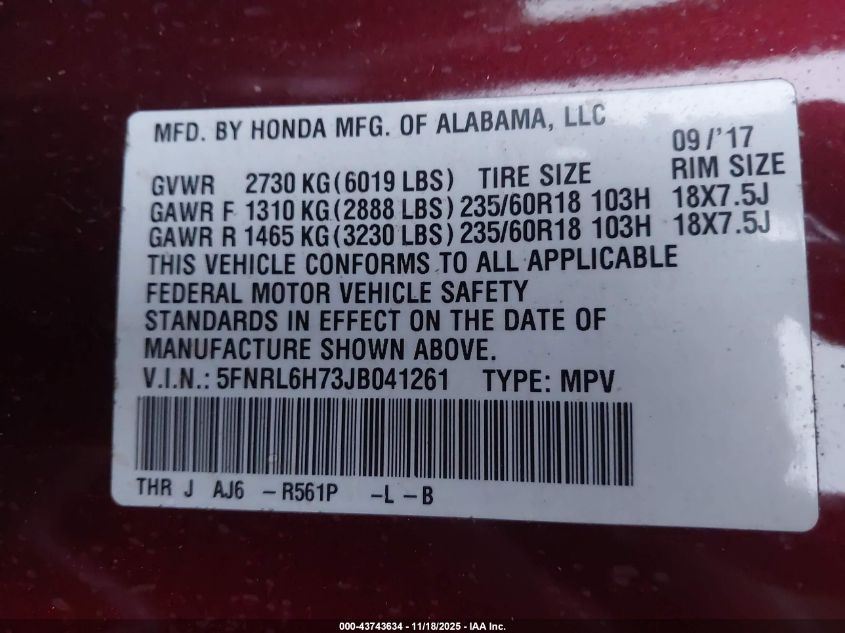 MFD. BY HONDA MFG. OF ALABAMA, LLC
09/'17
GVWR 2730 KG(6019 LBS) TIRE SIZE RIM SIZE
GAWR F 1310 KG(2888 LBS) 235/60R18 103H 18X7.5J
GAWR R 1465 KG(3230 LBS) 235/60R18 103H 18X7.5J
THIS VEHICLE CONFORMS TO ALL APPLICABLE
FEDERAL MOTOR VEHICLE SAFETY
STANDARDS IN EFFECT ON THE DATE OF
MANUFACTURE SHOWN ABOVE.
V.I.N.: 5FNRL6H73JB041261 TYPE: MPV
THR J AJ6 -R561P -L-B
000-43743634 - 11/18/2025 - IAA Inc.